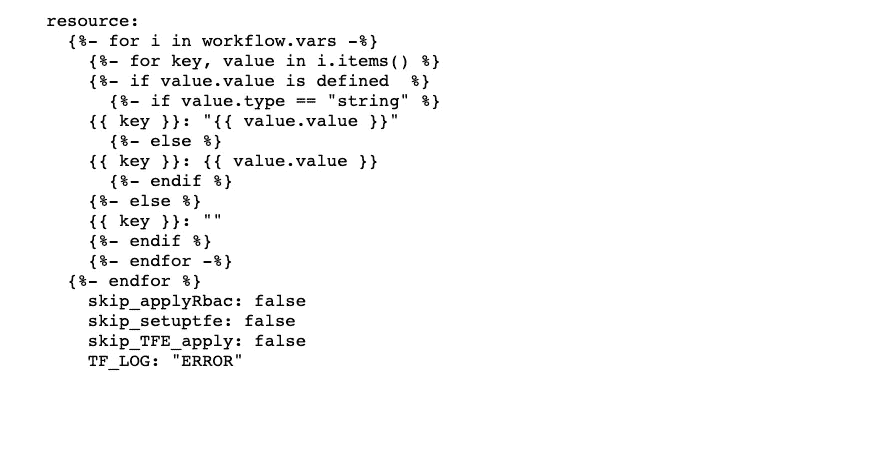 resource:
{%- for i in workflow.vars -%}
{%- for key, value in i.items() %}
{%- if value.value is defined  %}
{%- if value.type == "string" %}
{{ key }}: "{{ value.value }}"
{%- else %}
{{ key }}: {{ value.value }}
{%- endif %}
{%- else %}
{{ key }}: ""
{%- endif %}
{%- endfor -%}
{%- endfor %}
skip_applyRbac: false
skip_setuptfe: false
skip_TFE_apply: false
TF_LOG: "ERROR"